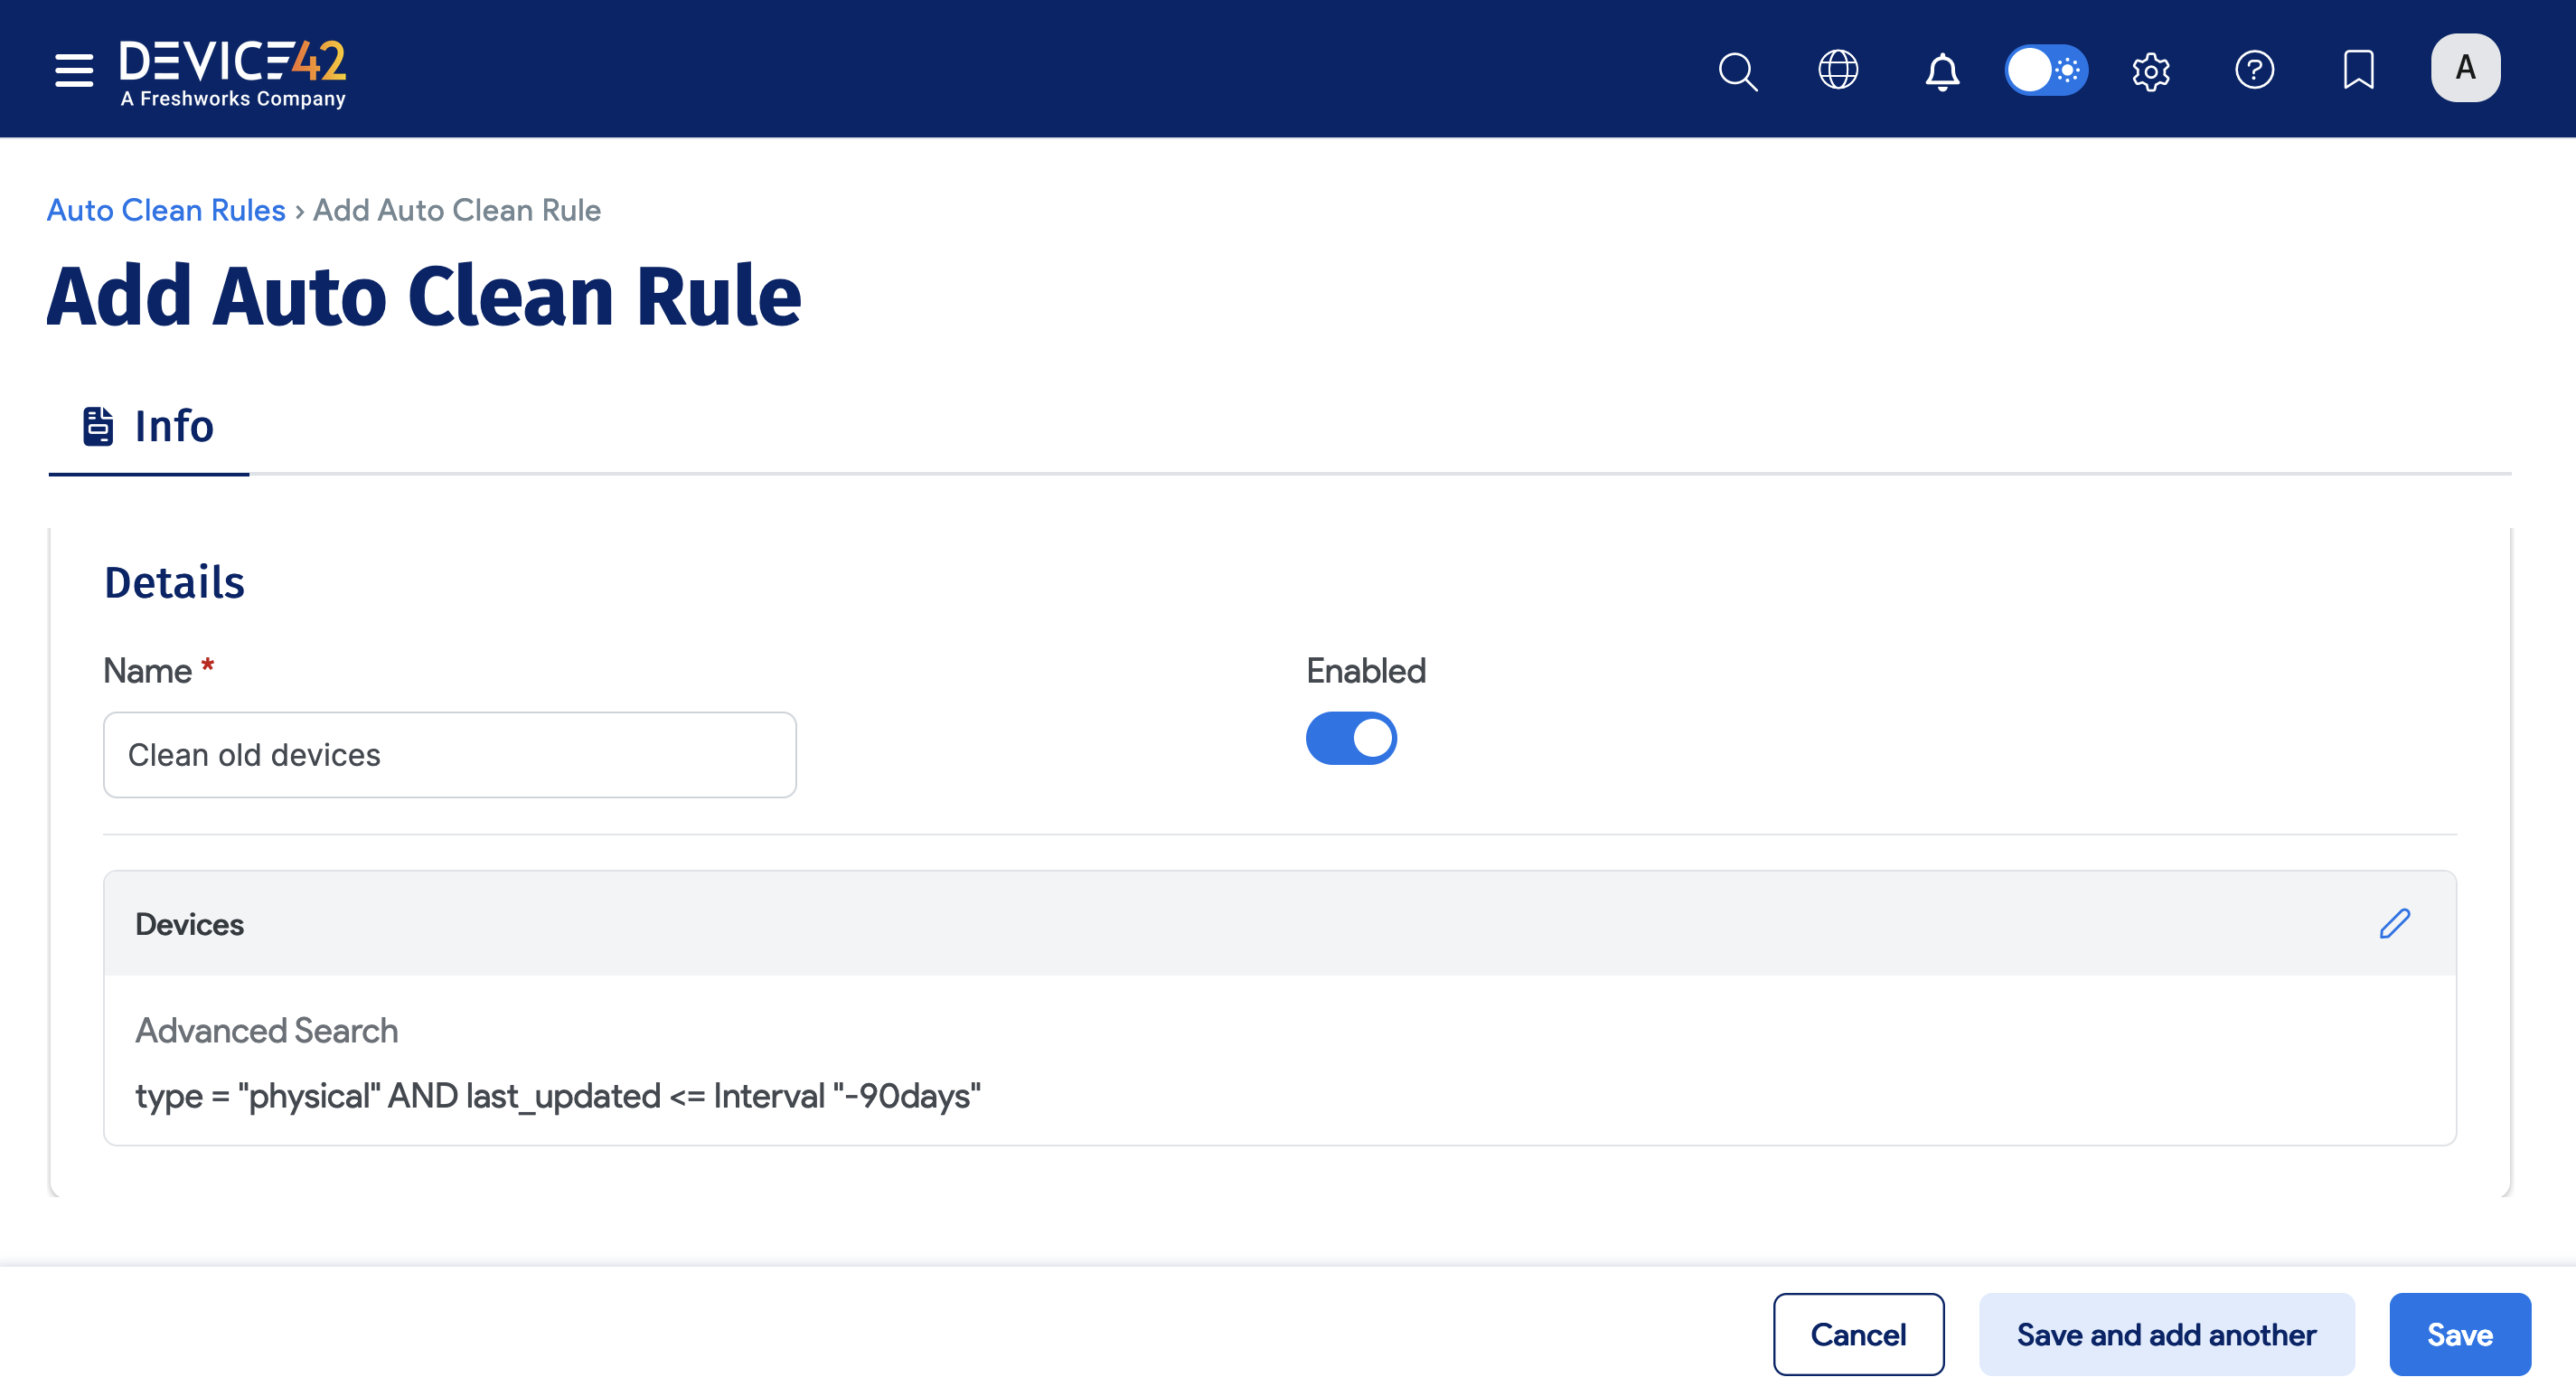 DEVICE42
A Freshworks Company
A
Auto Clean Rules › Add Auto Clean Rule
Add Auto Clean Rule
Info
Details
Name *
Enabled
Clean old devices
Devices
Advanced Search
type = "physical" AND last_updated <= Interval "-90days"
Cancel
Save and add another
Save